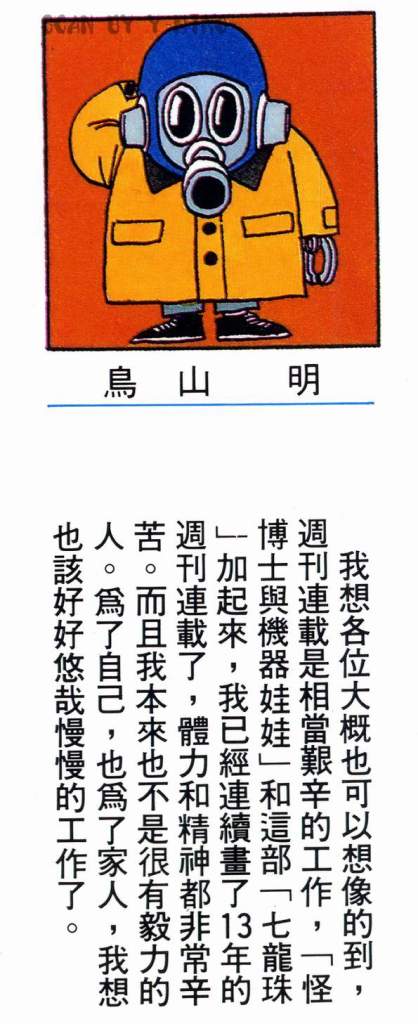 SCAN BY
鳥山　明
我想各位大概也可以想像的到，
週刊連載是相當艱辛的工作，「怪
博士與機器娃娃」和這部「七龍珠
」加起來，我已經連續畫了13年的
週刊連載了，體力和精神都非常辛
苦。而且我本來也不是很有毅力的
人。爲了自己，也爲了家人，我想
也該好好悠哉慢慢的工作了。